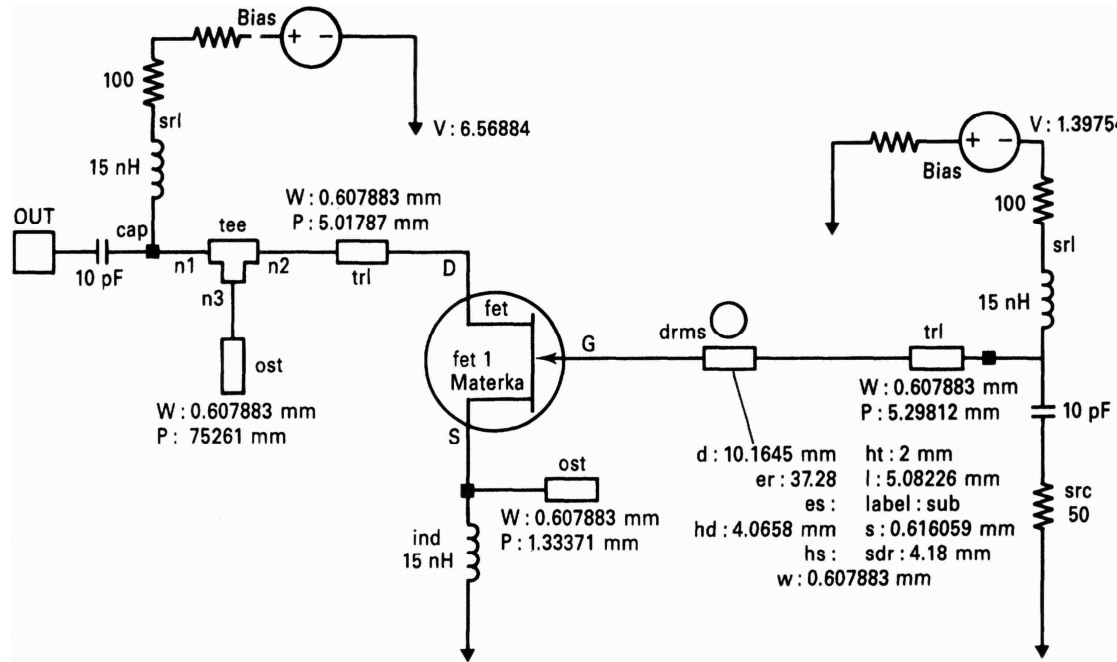 Bias
100
srl
V : 6.56884
15 nH
OUT
cap
10 pF
n1
tee
n2
n3
ost
W : 0.607883 mm
P : 75261 mm
W : 0.607883 mm
P : 5.01787 mm
trl
D
fet
fet 1
Materka
G
S
ost
W : 0.607883 mm
P : 1.33371 mm
ind
15 nH
drms
d : 10.1645 mm ht : 2 mm
er : 37.28 l : 5.08226 mm
es : label : sub
hd : 4.0658 mm s : 0.616059 mm
hs : sdr : 4.18 mm
w : 0.607883 mm
trl
W : 0.607883 mm
P : 5.29812 mm
V : 1.39754
Bias
100
srl
15 nH
10 pF
src
50